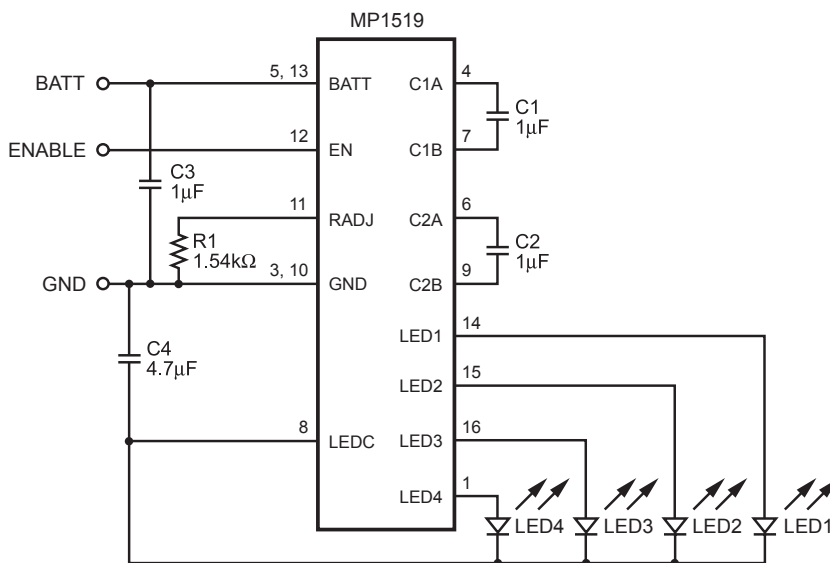 MP1519
BATT
5, 13
BATT
C1A
4
C1
1µF
ENABLE
12
EN
C1B
7
C3
1µF
11
RADJ
C2A
6
R1
1.54kΩ
C2
1µF
GND
3, 10
GND
C2B
9
LED1
14
C4
4.7µF
LED2
15
8
LEDC
LED3
16
LED4
1
LED4
LED3
LED2
LED1